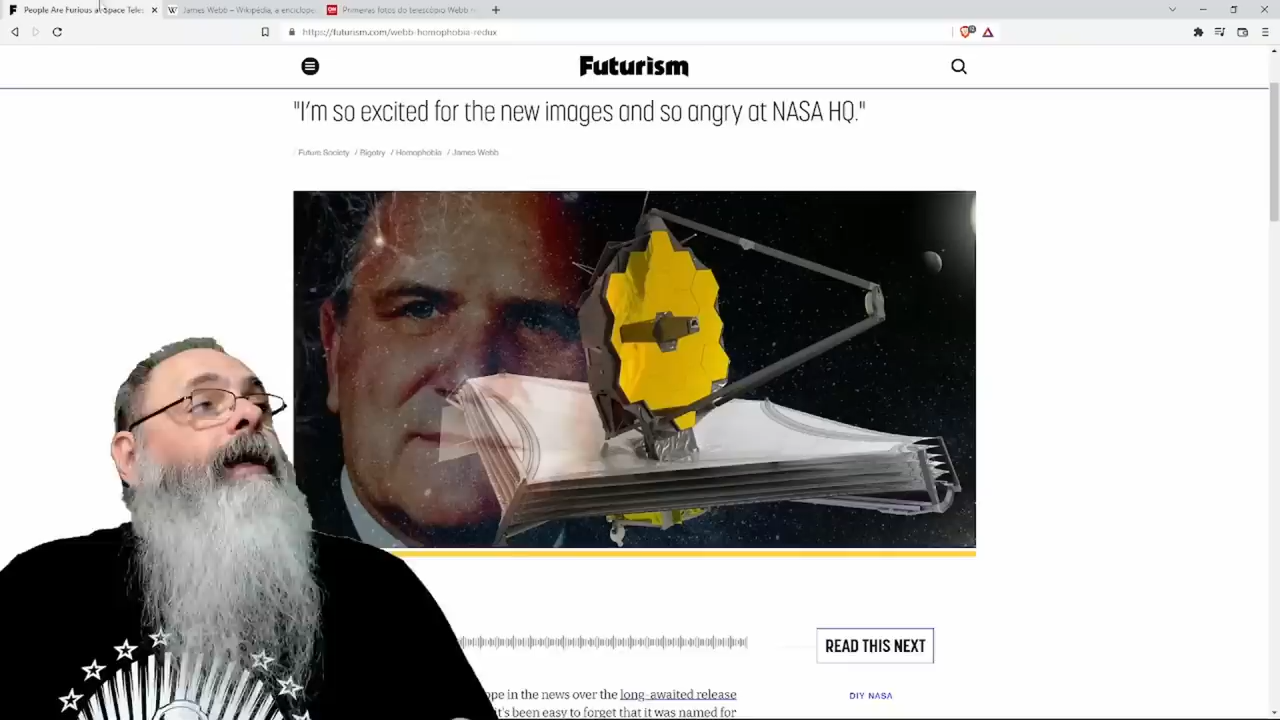 People Are Furious at Space Teles
James Webb – Wikipédia, a enciclope
Primeiras fotos do telescópio Webb
https://futurism.com/webb-homophobia-redux
Futurism
"I'm so excited for the new images and so angry at NASA HQ."
/ Future Society / Bigotry / Homophobia / James Webb
READ THIS NEXT
DIY NASA
ope in the news over the long-awaited release
it's been easy to forget that it was named for